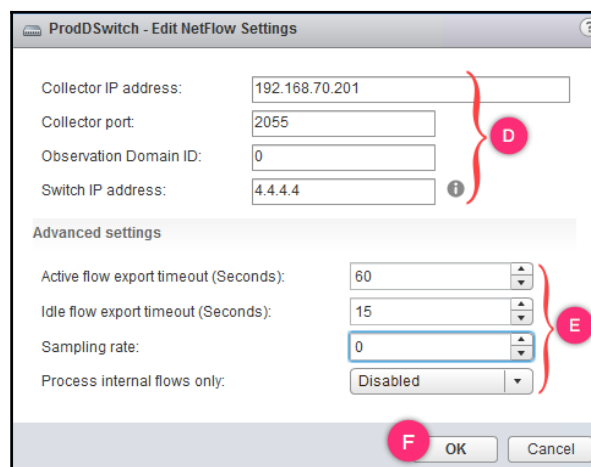 ProdDSwitch - Edit NetFlow Settings ?
Collector IP address: 192.168.70.201
Collector port: 2055
Observation Domain ID: 0
Switch IP address: 4.4.4.4
D
Advanced settings
Active flow export timeout (Seconds): 60
Idle flow export timeout (Seconds): 15
Sampling rate: 0
Process internal flows only: Disabled
E
F OK Cancel